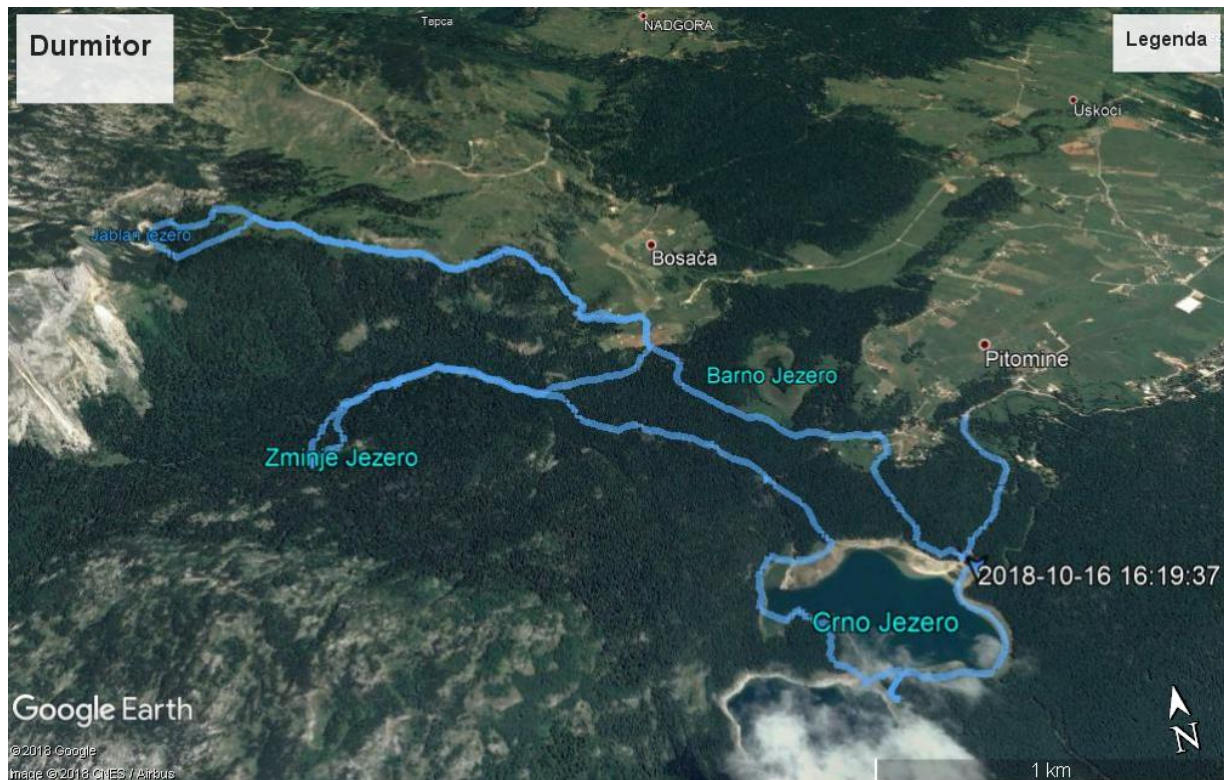 Durmitor
Терса
NADGORA
Legenda
Uskoci
Jablan jezero
Bosača
Pitomine
Barno Jezero
Zminje Jezero
2018-10-16 16:19:37
Crno Jezero
Google Earth
N
©2018 Google
Image ©2018 CNES / Airbus
1 km